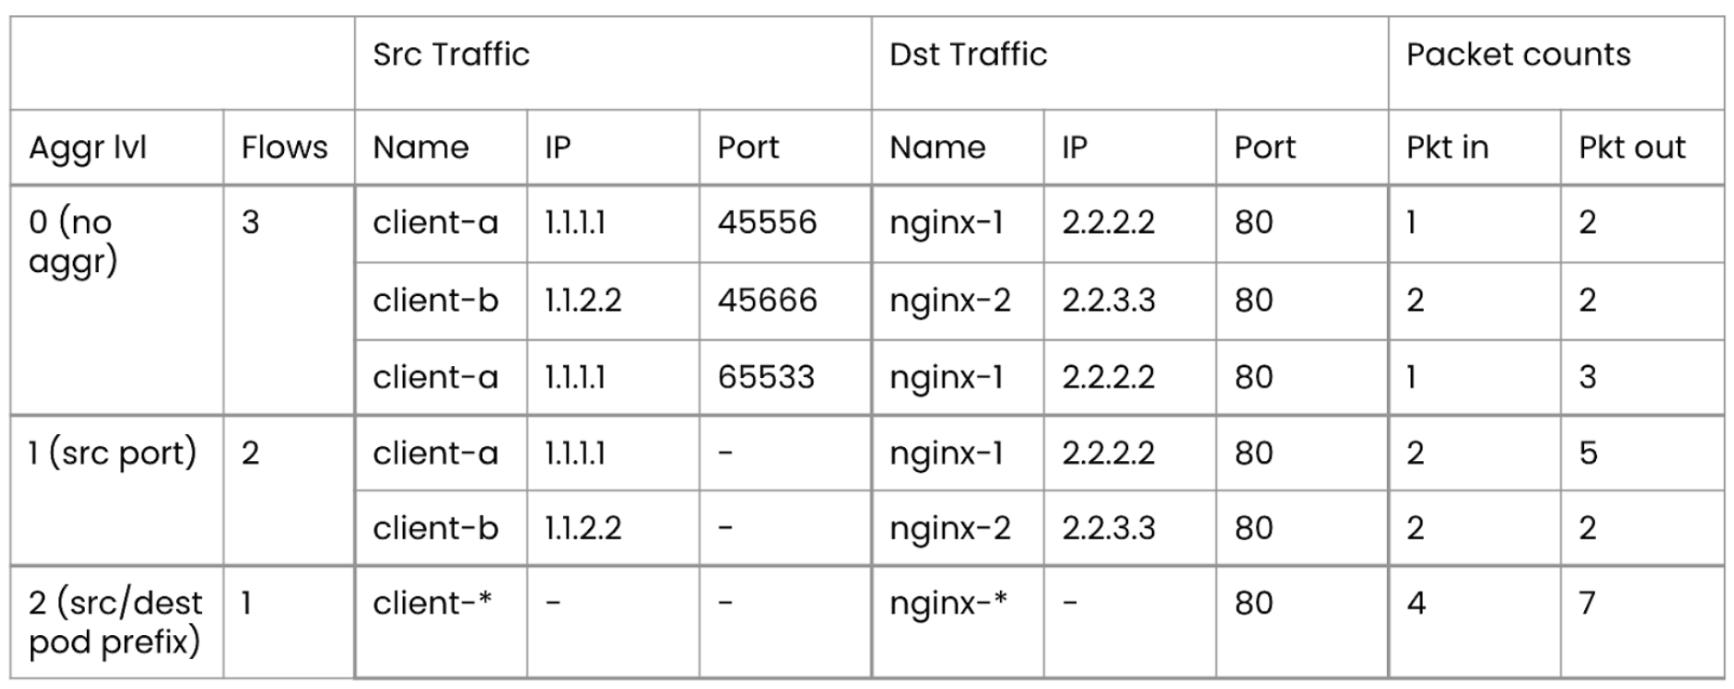 Src Traffic Dst Traffic Packet counts
Aggr lvl Flows Name IP Port Name IP Port Pkt in Pkt out
0 (no 3 client-a 1.1.1.1 45556 nginx-1 2.2.2.2 80 1 2
aggr)
client-b 1.1.2.2 45666 nginx-2 2.2.3.3 80 2 2
client-a 1.1.1.1 65533 nginx-1 2.2.2.2 80 1 3
1 (src port) 2 client-a 1.1.1.1 - nginx-1 2.2.2.2 80 2 5
client-b 1.1.2.2 - nginx-2 2.2.3.3 80 2 2
2 (src/dest 1 client-* - - nginx-* - 80 4 7
pod prefix)